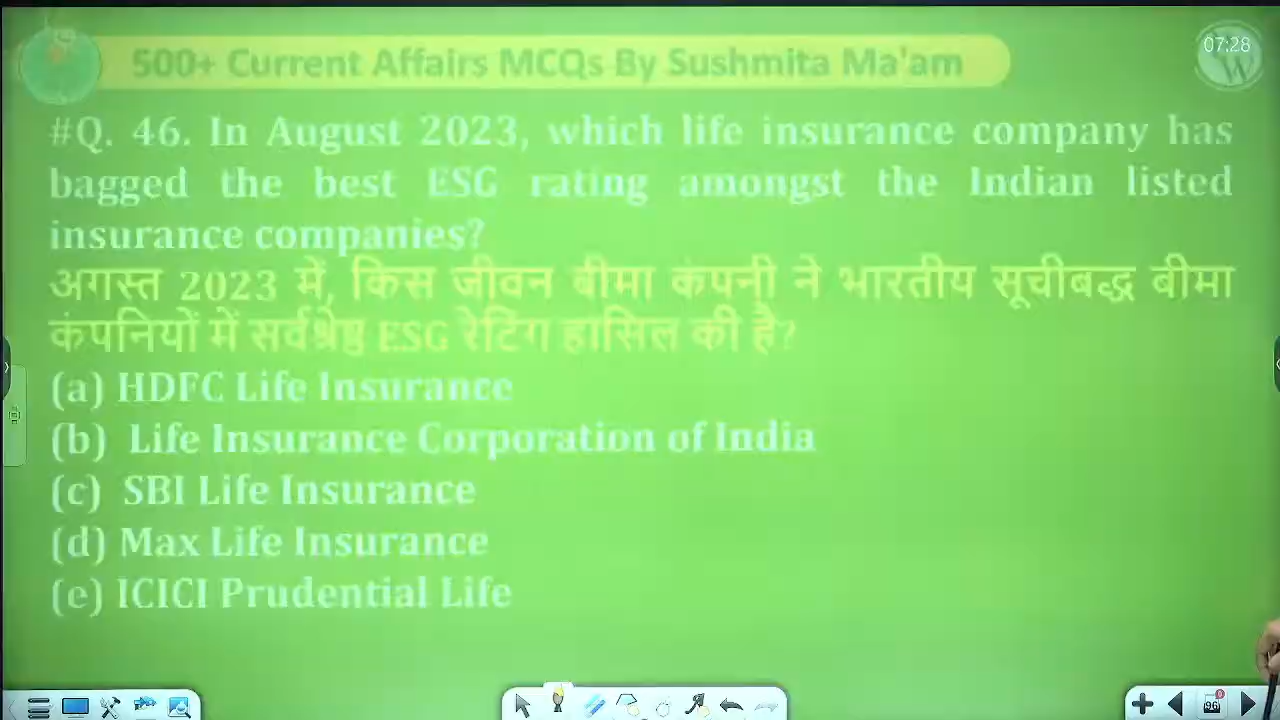 500+ Current Affairs MCQs By Sushmita Ma'am
07:28
#Q. 46. In August 2023, which life insurance company has
bagged the best ESG rating amongst the Indian listed
insurance companies?
अगस्त 2023 में, किस जीवन बीमा कंपनी ने भारतीय सूचीबद्ध बीमा
कंपनियों में सर्वश्रेष्ठ ESG रेटिंग हासिल की है?
(a) HDFC Life Insurance
(b) Life Insurance Corporation of India
(c) SBI Life Insurance
(d) Max Life Insurance
(e) ICICI Prudential Life
96